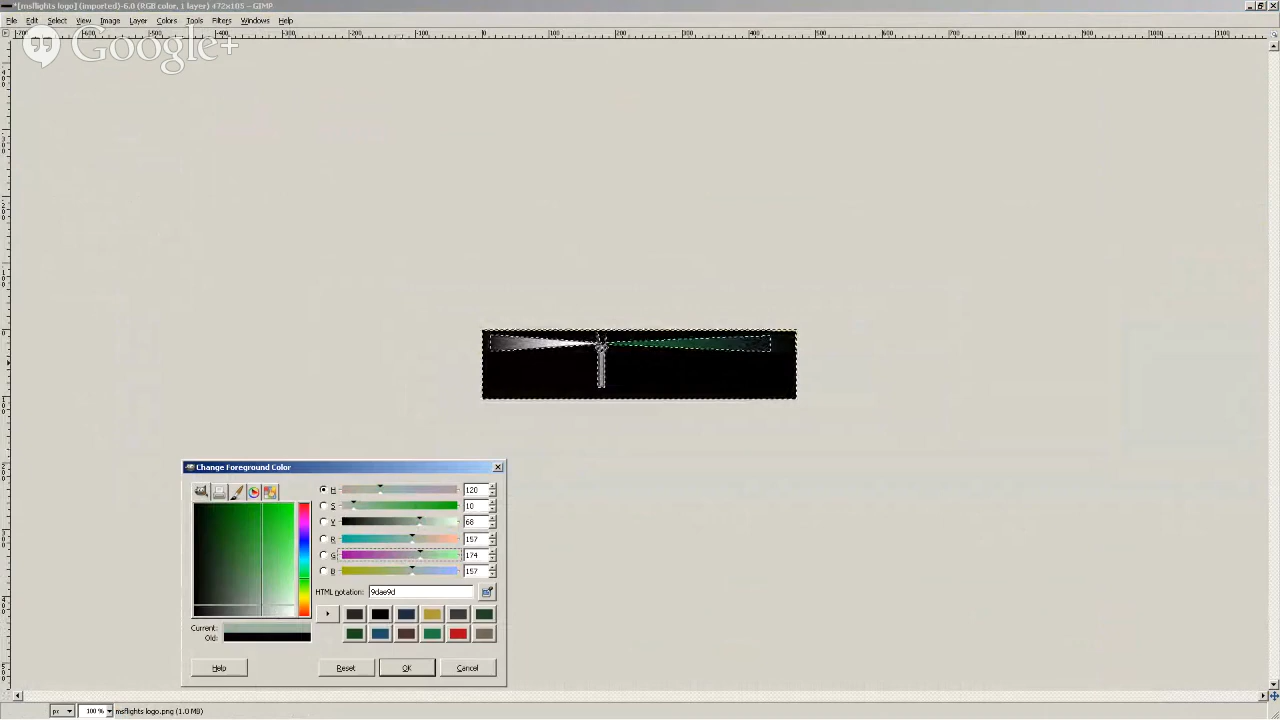 *[msflights logo] (imported)-6.0 (RGB color, 1 layer) 472x105 – GIMP
File Edit Select View Image Layer Colors Tools Filters Windows Help
Google+
Change Foreground Color
H 120
S 10
V 68
R 157
G 174
B 157
HTML notation: 9dae9d
Current:
Old:
Help Reset OK Cancel
px 100 % msflights logo.png (1.0 MB)